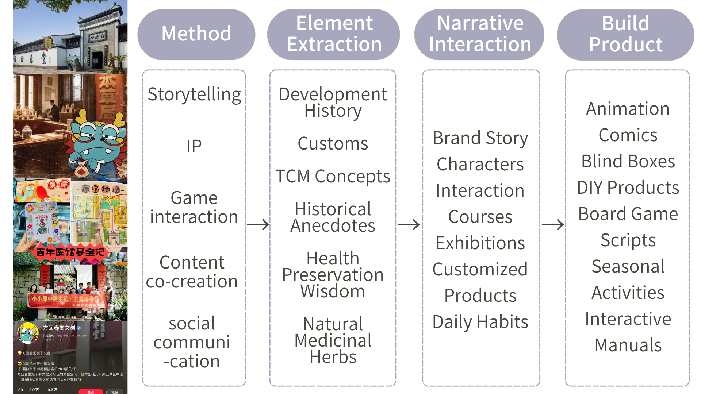 Method
Storytelling
IP
Game
interaction
Content
co-creation
social
communi
-cation
Element
Extraction
Development
History
Customs
TCM Concepts
Historical
Anecdotes
Health
Preservation
Wisdom
Natural
Medicinal
Herbs
Narrative
Interaction
Brand Story
Characters
Interaction
Courses
Exhibitions
Customized
Products
Daily Habits
Build
Product
Animation
Comics
Blind Boxes
DIY Products
Board Game
Scripts
Seasonal
Activities
Interactive
Manuals